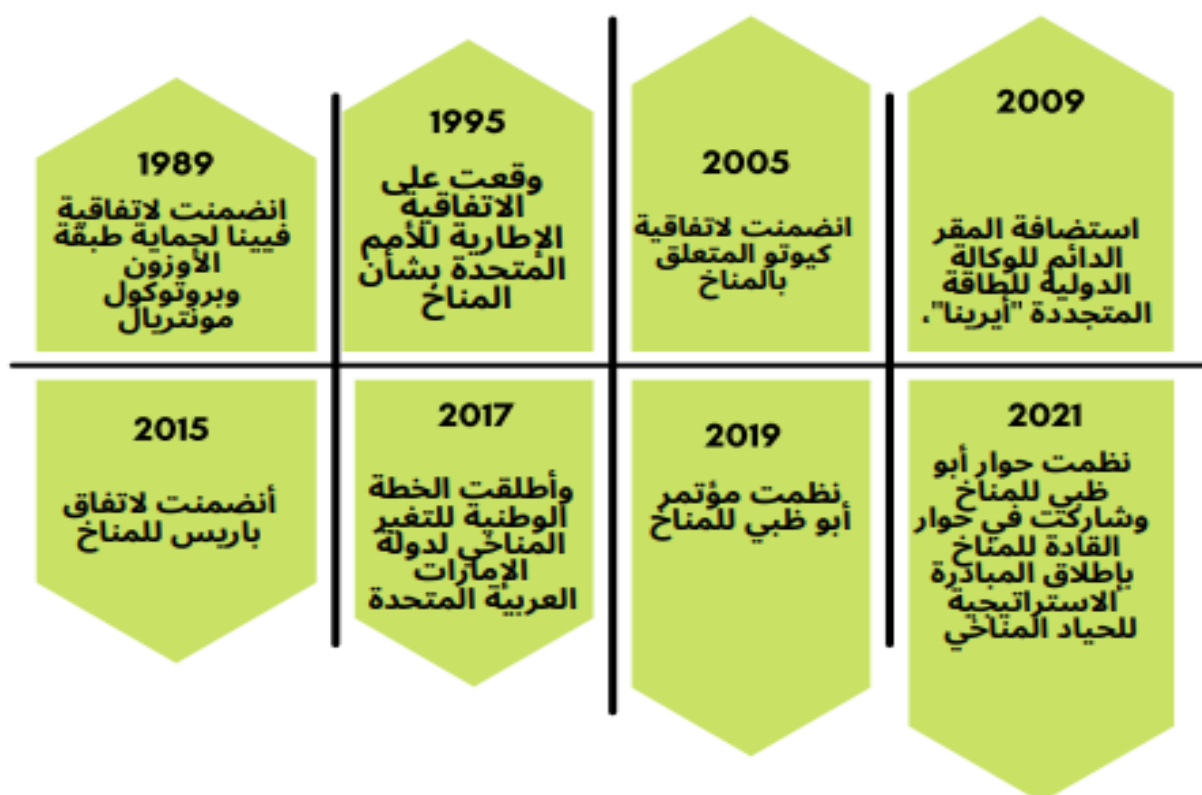 1989
انضمنت لاتفاقية
فيينا لحماية طبقة
الأوزون
وبروتوكول
مونتريال
1995
وقعت على
الاتفاقية
الإطارية للأمم
المتحدة بشأن
المناخ
2005
انضمنت لاتفاقية
كيوتو المتعلق
بالمناخ
2009
استضافة المقر
الدائم للوكالة
الدولية للطاقة
المتجددة "أيرينا"،
2015
أنضمنت لاتفاق
باريس للمناخ
2017
وأطلقت الخطة
الوطنية للتغير
المناخي لدولة
الإمارات
العربية المتحدة
2019
نظمت مؤتمر
أبو ظبي للمناخ
2021
نظمت حوار أبو
ظبي للمناخ
وشاركت في حوار
القادة للمناخ
بإطلاق المبادرة
الاستراتيجية
للحياد المناخي